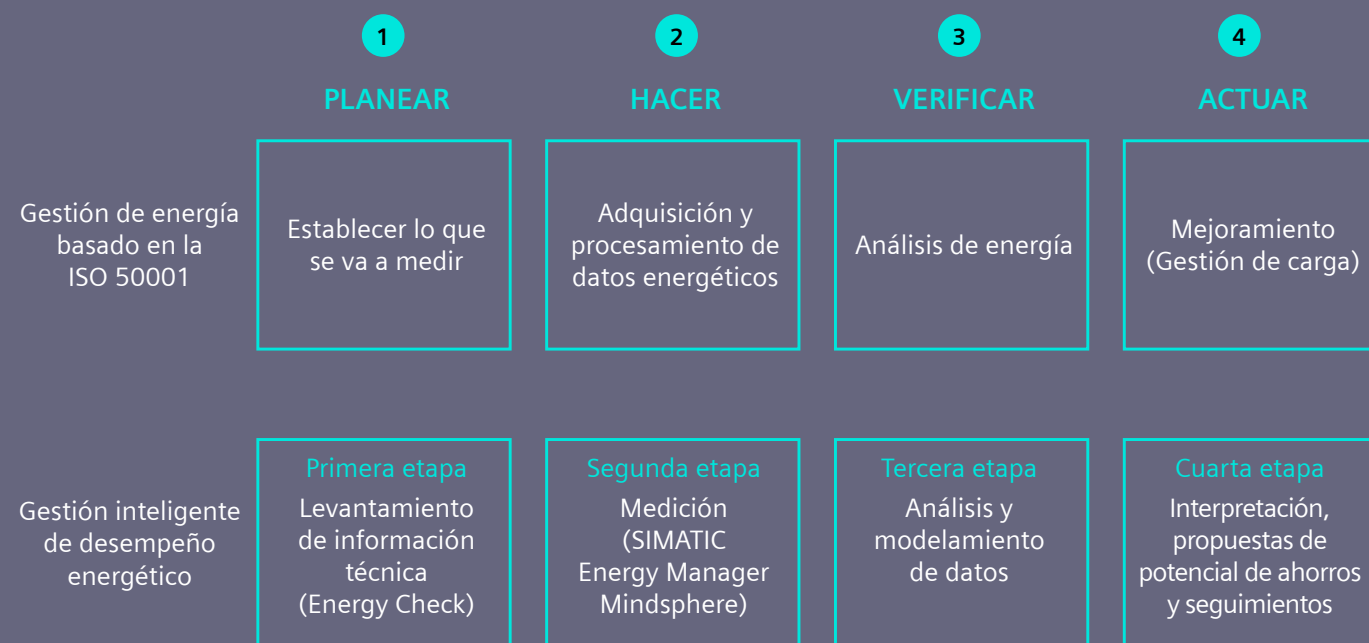 1
2
3
4
PLANEAR
HACER
VERIFICAR
ACTUAR
Gestión de energía
basado en la
ISO 50001
Establecer lo que
se va a medir
Adquisición y
procesamiento de
datos energéticos
Análisis de energía
Mejoramiento
(Gestión de carga)
Gestión inteligente
de desempeño
energético
Primera etapa
Levantamiento
de información
técnica
(Energy Check)
Segunda etapa
Medición
(SIMATIC
Energy Manager
Mindsphere)
Tercera etapa
Análisis y
modelamiento
de datos
Cuarta etapa
Interpretación,
propuestas de
potencial de ahorros
y seguimientos